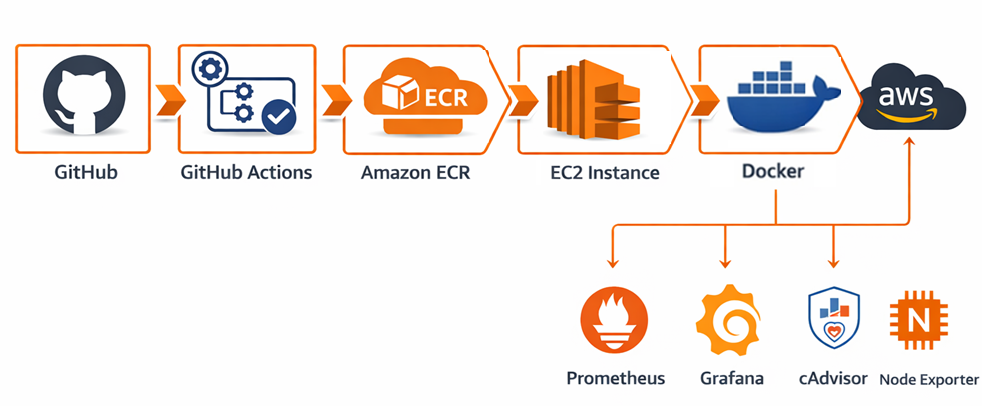 ECR
aws
GitHub
GitHub Actions
Amazon ECR
EC2 Instance
Docker
N
Prometheus
Grafana
cAdvisor
Node Exporter